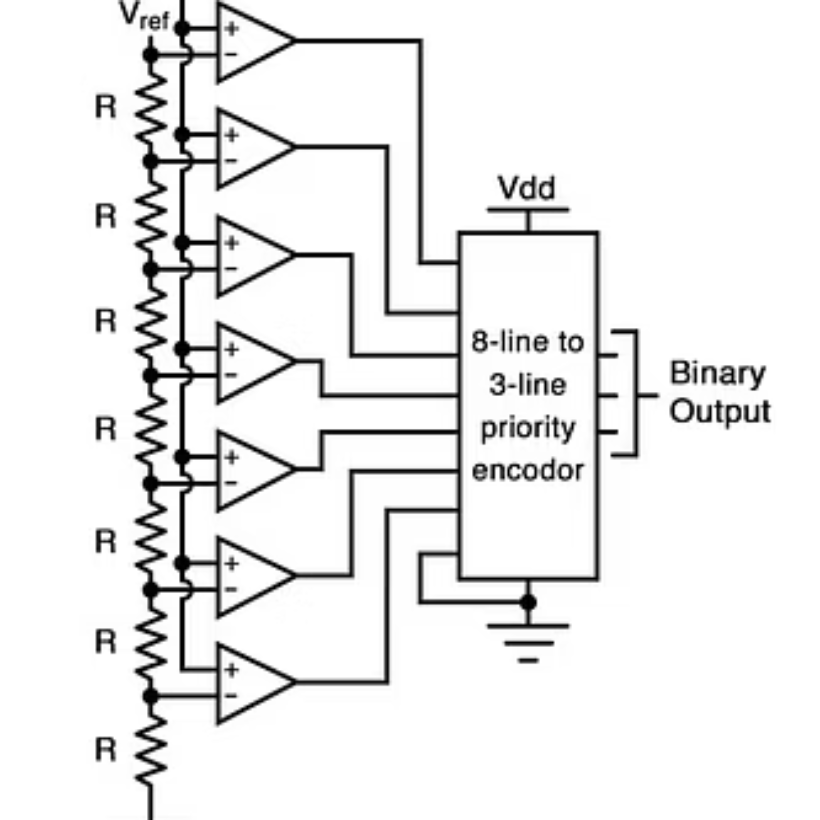 Vref
+
−
R
+
−
R
+
−
R
+
−
R
+
−
R
+
−
R
+
−
R
Vdd
8-line to
3-line
priority
encodor
Binary
Output